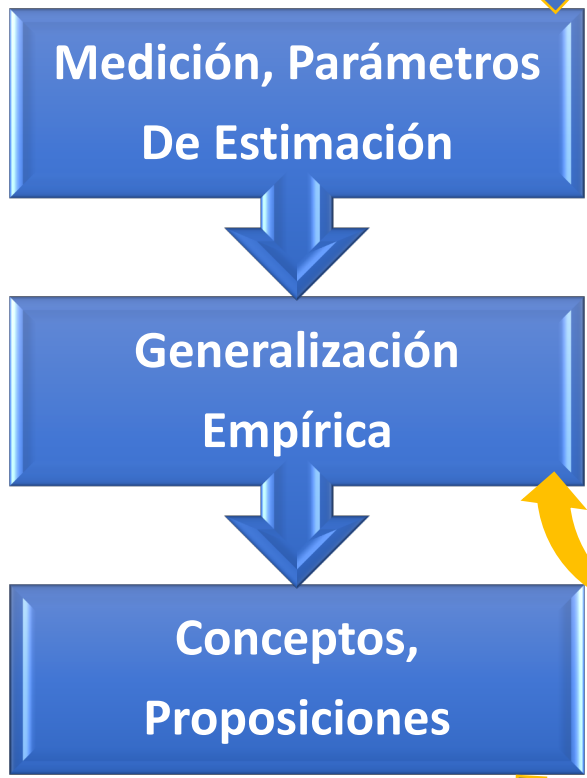 Medición, Parámetros
De Estimación
Generalización
Empírica
Conceptos,
Proposiciones